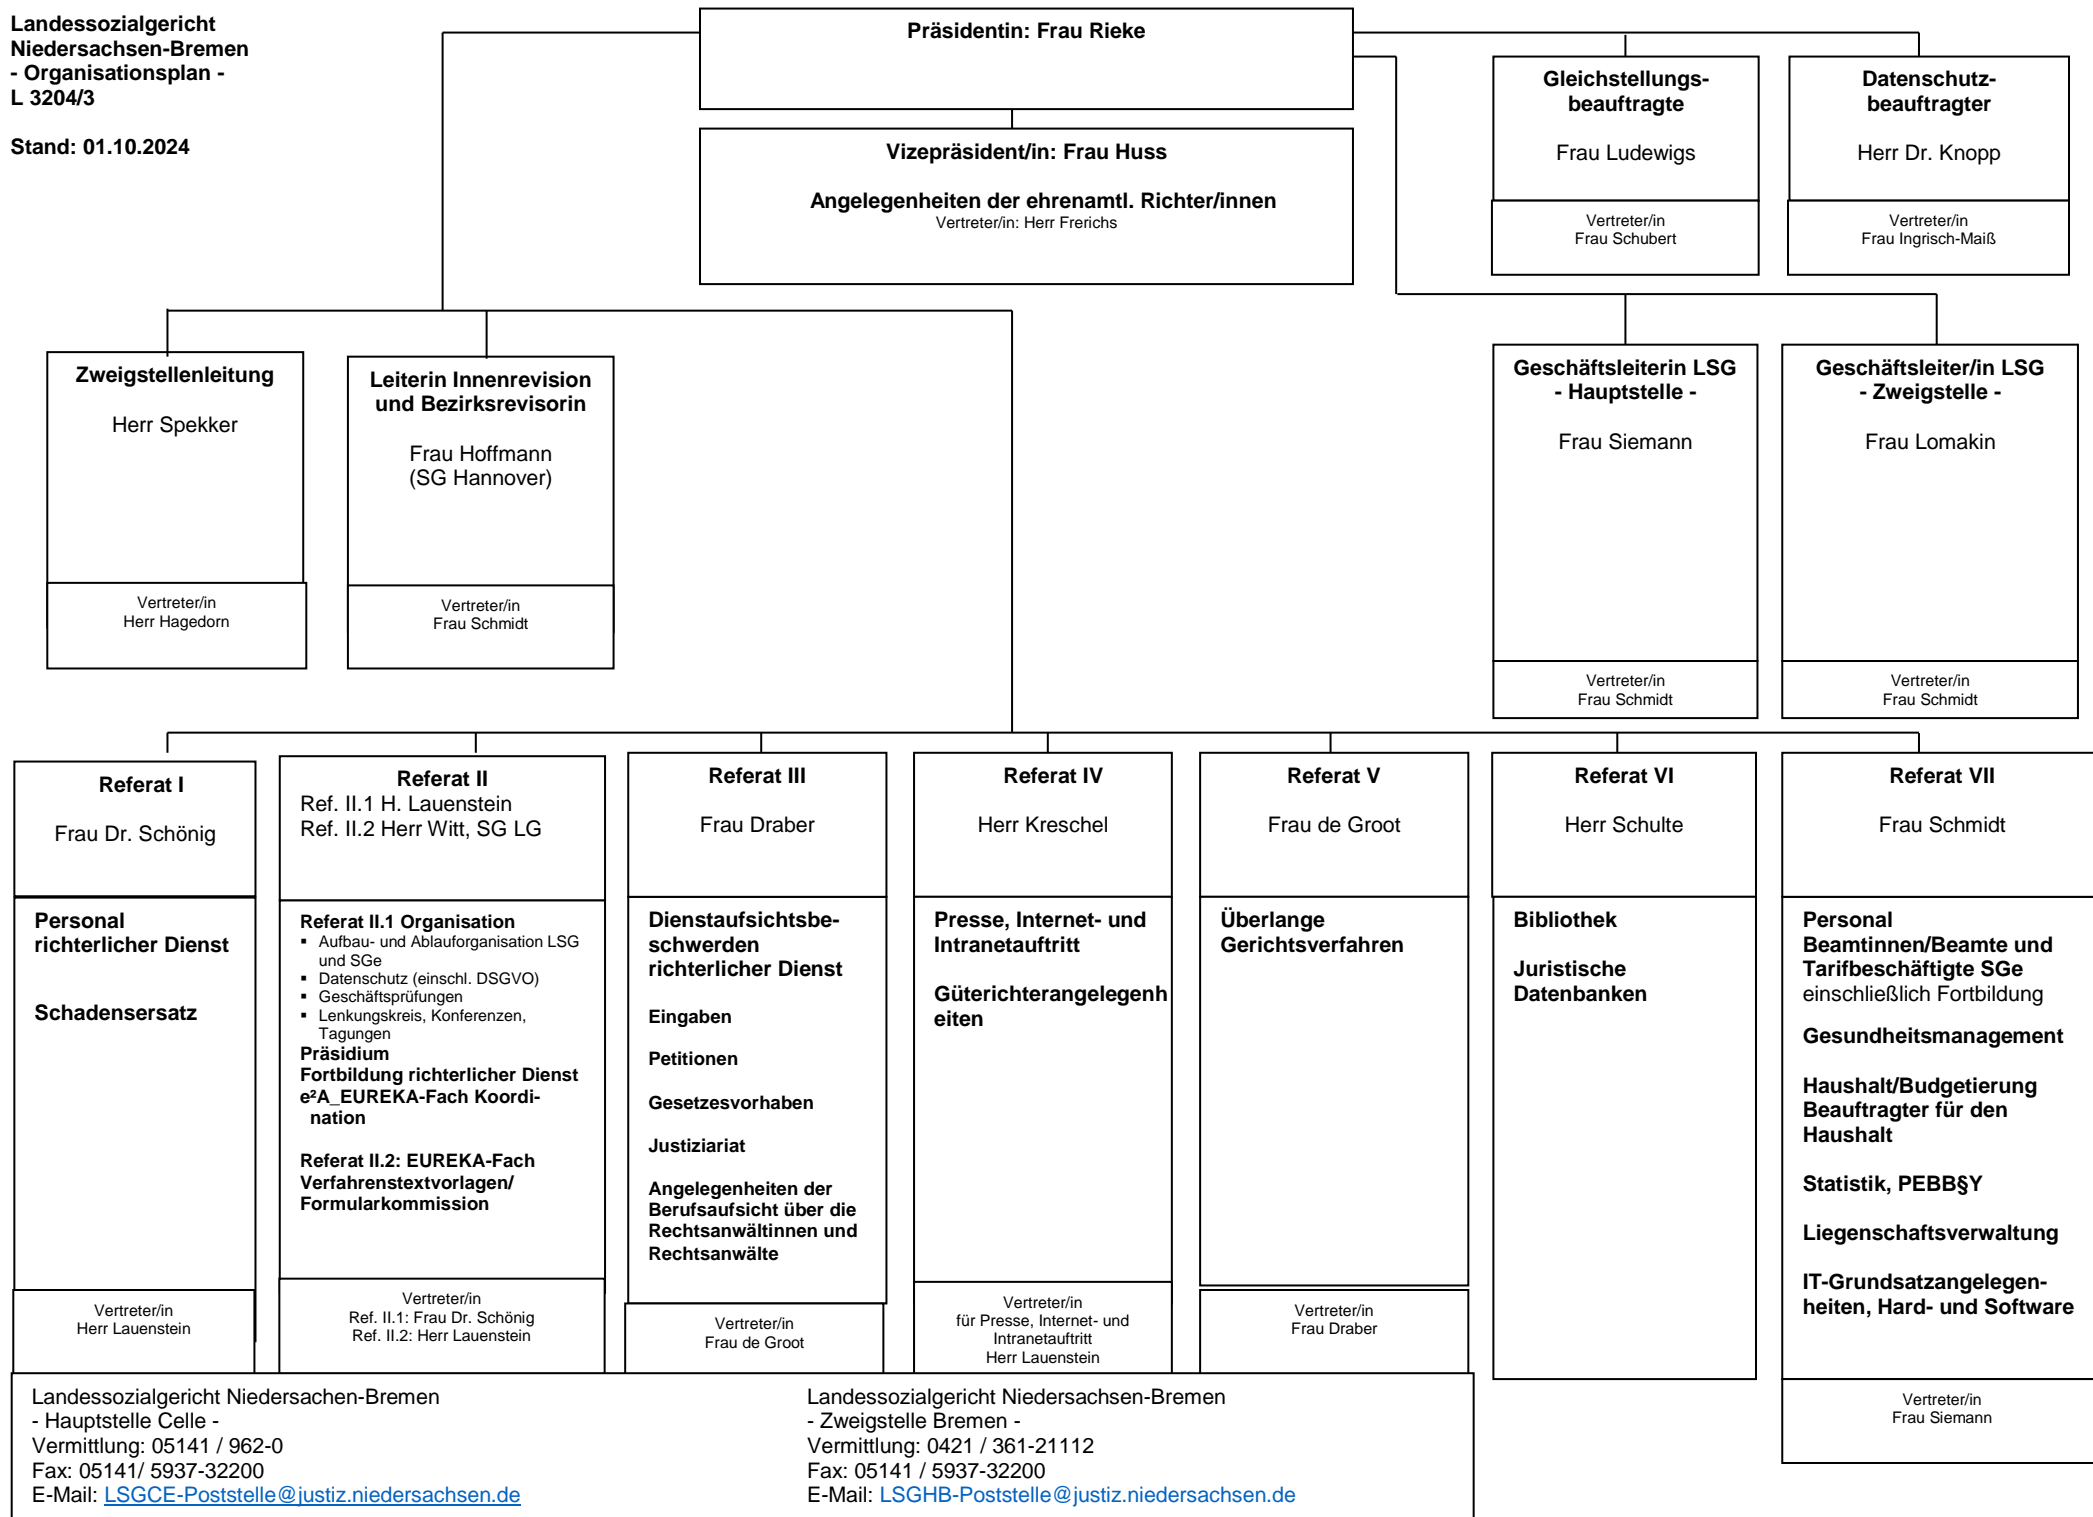 Landessozialgericht
Niedersachsen-Bremen
- Organisationsplan -
L 3204/3
Stand: 01.10.2024
Präsidentin: Frau Rieke
Vizepräsident/in: Frau Huss
Angelegenheiten der ehrenamtl. Richter/innen
Vertreter/in: Herr Frerichs
Gleichstellungs-
beauftragte
Frau Ludewigs
Vertreter/in
Frau Schubert
Datenschutz-
beauftragter
Herr Dr. Knopp
Vertreter/in
Frau Ingrisch-Maiß
Zweigstellenleitung
Herr Spekker
Vertreter/in
Herr Hagedorn
Leiterin Innenrevision
und Bezirksrevisorin
Frau Hoffmann
(SG Hannover)
Vertreter/in
Frau Schmidt
Geschäftsleiterin LSG
- Hauptstelle -
Frau Siemann
Vertreter/in
Frau Schmidt
Geschäftsleiter/in LSG
- Zweigstelle -
Frau Lomakin
Vertreter/in
Frau Schmidt
Referat I
Frau Dr. Schönig
Personal
richterlicher Dienst
Schadensersatz
Vertreter/in
Herr Lauenstein
Referat II
Ref. II.1 H. Lauenstein
Ref. II.2 Herr Witt, SG LG
Referat II.1 Organisation
▪ Aufbau- und Ablauforganisation LSG
und SGe
▪ Datenschutz (einschl. DSGVO)
▪ Geschäftsprüfungen
▪ Lenkungskreis, Konferenzen,
Tagungen
Präsidium
Fortbildung richterlicher Dienst
e²A_EUREKA-Fach Koordi-
nation
Referat II.2: EUREKA-Fach
Verfahrenstextvorlagen/
Formularkommission
Vertreter/in
Ref. II.1: Frau Dr. Schönig
Ref. II.2: Herr Lauenstein
Referat III
Frau Draber
Dienstaufsichtsbe-
schwerden
richterlicher Dienst
Eingaben
Petitionen
Gesetzesvorhaben
Justiziariat
Angelegenheiten der
Berufsaufsicht über die
Rechtsanwältinnen und
Rechtsanwälte
Vertreter/in
Frau de Groot
Referat IV
Herr Kreschel
Presse, Internet- und
Intranetauftritt
Güterichterangelegenh
eiten
Vertreter/in
für Presse, Internet- und
Intranetauftritt
Herr Lauenstein
Referat V
Frau de Groot
Überlange
Gerichtsverfahren
Vertreter/in
Frau Draber
Referat VI
Herr Schulte
Bibliothek
Juristische
Datenbanken
Referat VII
Frau Schmidt
Personal
Beamtinnen/Beamte und
Tarifbeschäftigte SGe
einschließlich Fortbildung
Gesundheitsmanagement
Haushalt/Budgetierung
Beauftragter für den
Haushalt
Statistik, PEBB§Y
Liegenschaftsverwaltung
IT-Grundsatzangelegen-
heiten, Hard- und Software
Vertreter/in
Frau Siemann
Landessozialgericht Niedersachen-Bremen
- Hauptstelle Celle -
Vermittlung: 05141 / 962-0
Fax: 05141/ 5937-32200
E-Mail: LSGCE-Poststelle@justiz.niedersachsen.de
Landessozialgericht Niedersachsen-Bremen
- Zweigstelle Bremen -
Vermittlung: 0421 / 361-21112
Fax: 05141 / 5937-32200
E-Mail: LSGHB-Poststelle@justiz.niedersachsen.de